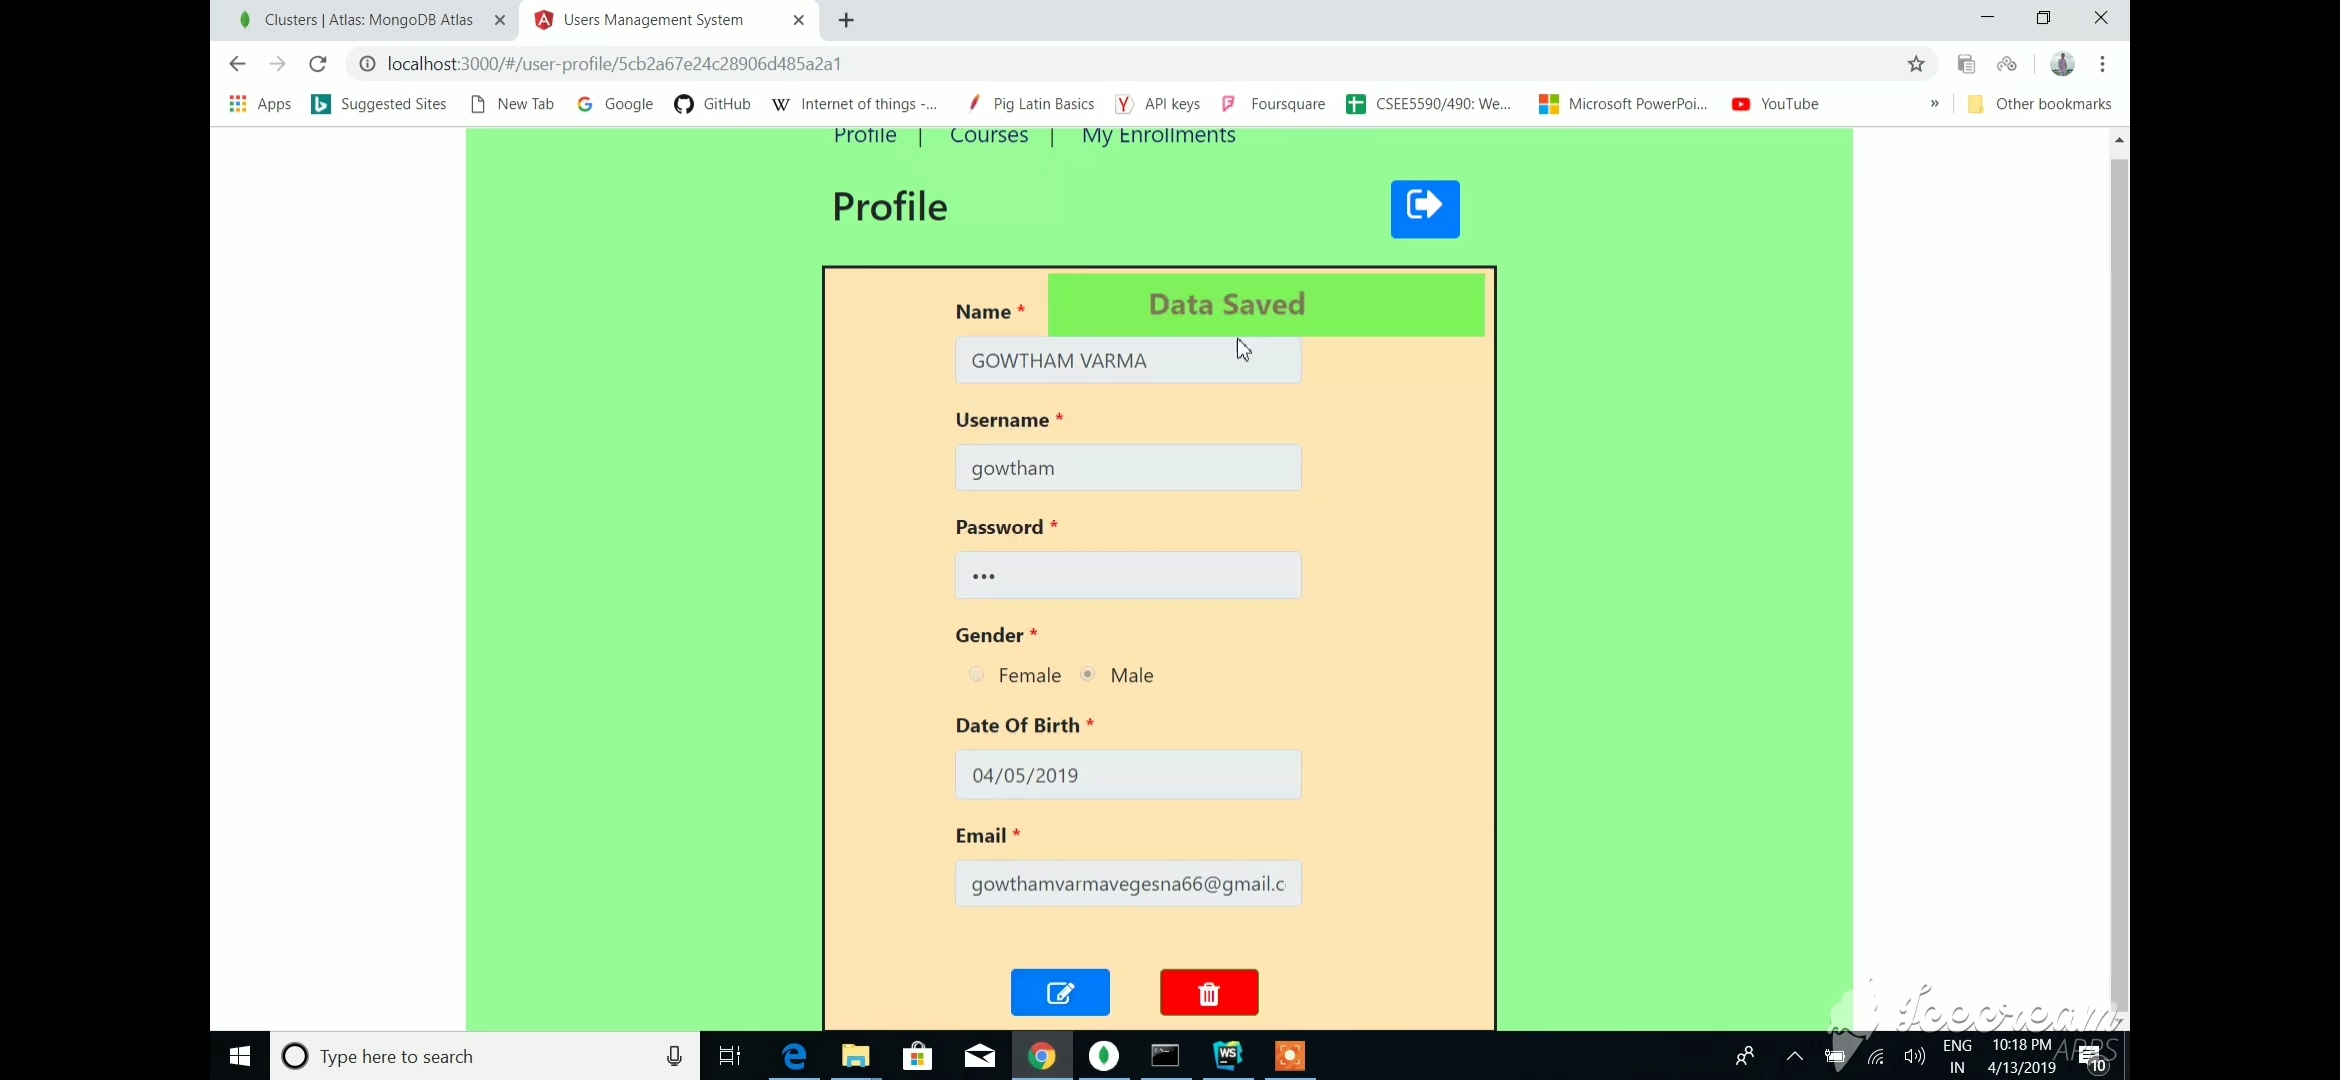 Clusters | Atlas: MongoDB Atlas
Users Management System
localhost:3000/#/user-profile/5cb2a67e24c28906d485a2a1
Apps Suggested Sites New Tab Google GitHub Internet of things -... Pig Latin Basics API keys Foursquare CSEE5590/490: We... Microsoft PowerPoi... YouTube » Other bookmarks
Profile | Courses | My Enrollments
Profile
Data Saved
Name *
GOWTHAM VARMA
Username *
gowtham
Password *
•••
Gender *
Female Male
Date Of Birth *
04/05/2019
Email *
gowthamvarmavegesna66@gmail.c
Icecream
APPS
Type here to search
WS
ENG
IN
10:18 PM
4/13/2019
10